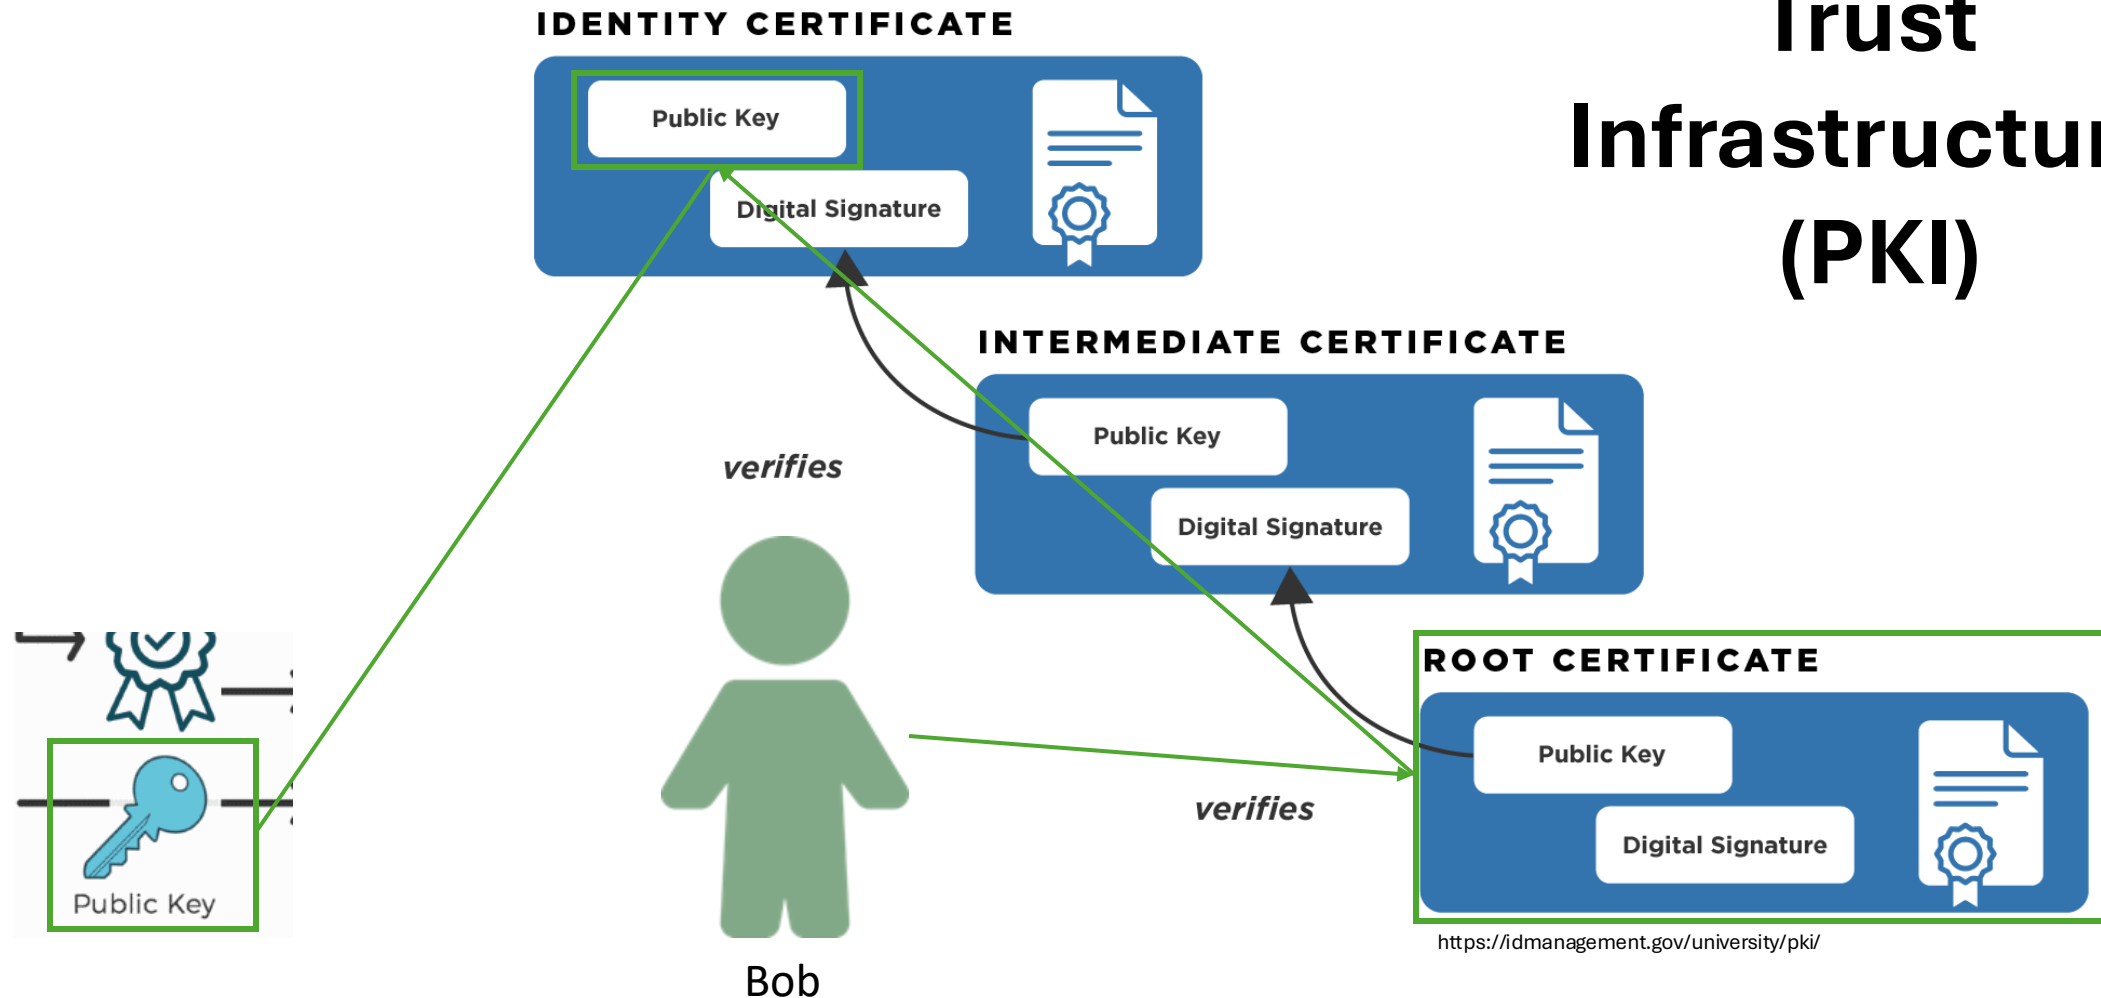 IDENTITY CERTIFICATE
Public Key
Digital Signature
Trust
Infrastructur
(PKI)
INTERMEDIATE CERTIFICATE
Public Key
Digital Signature
verifies
ROOT CERTIFICATE
Public Key
Digital Signature
verifies
Public Key
https://idmanagement.gov/university/pki/
Bob